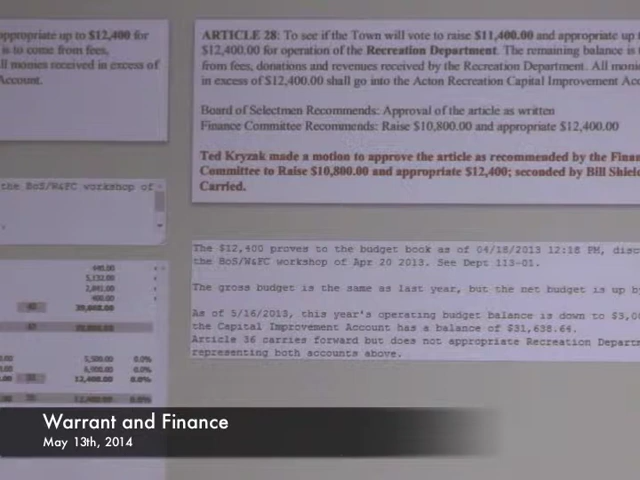 appropriate up to $12,400 for
is to come from fees,
ll monies received in excess of
Account.
ARTICLE 28: To see if the Town will vote to raise $11,400.00 and appropriate up
$12,400.00 for operation of the Recreation Department. The remaining balance is
from fees, donations and revenues received by the Recreation Department. All
in excess of $12,400.00 shall go into the Acton Recreation Capital Improvement
Board of Selectmen Recommends: Approval of the article as written
Finance Committee Recommends: Raise $10,800.00 and appropriate $12,400.00
Ted Kryzak made a motion to approve the article as recommended by the
Committee to Raise $10,800.00 and appropriate $12,400; seconded by Bill
Carried.
the BoS/W&FC workshop of
The $12,400 proves to the budget book as of 04/18/2013 12:18 PM,
the BoS/W&FC workshop of Apr 20 2013. See Dept 113-01.
The gross budget is the same as last year, but the net budget is up
As of 5/16/2013, this year's operating budget balance is down to
the Capital Improvement Account has a balance of $31,638.64.
Article 36 carries forward but does not appropriate Recreation
representing both accounts above.
400.00
0.0%
0.0%
12,400.00 0.0%
Warrant and Finance
May 13th, 2014